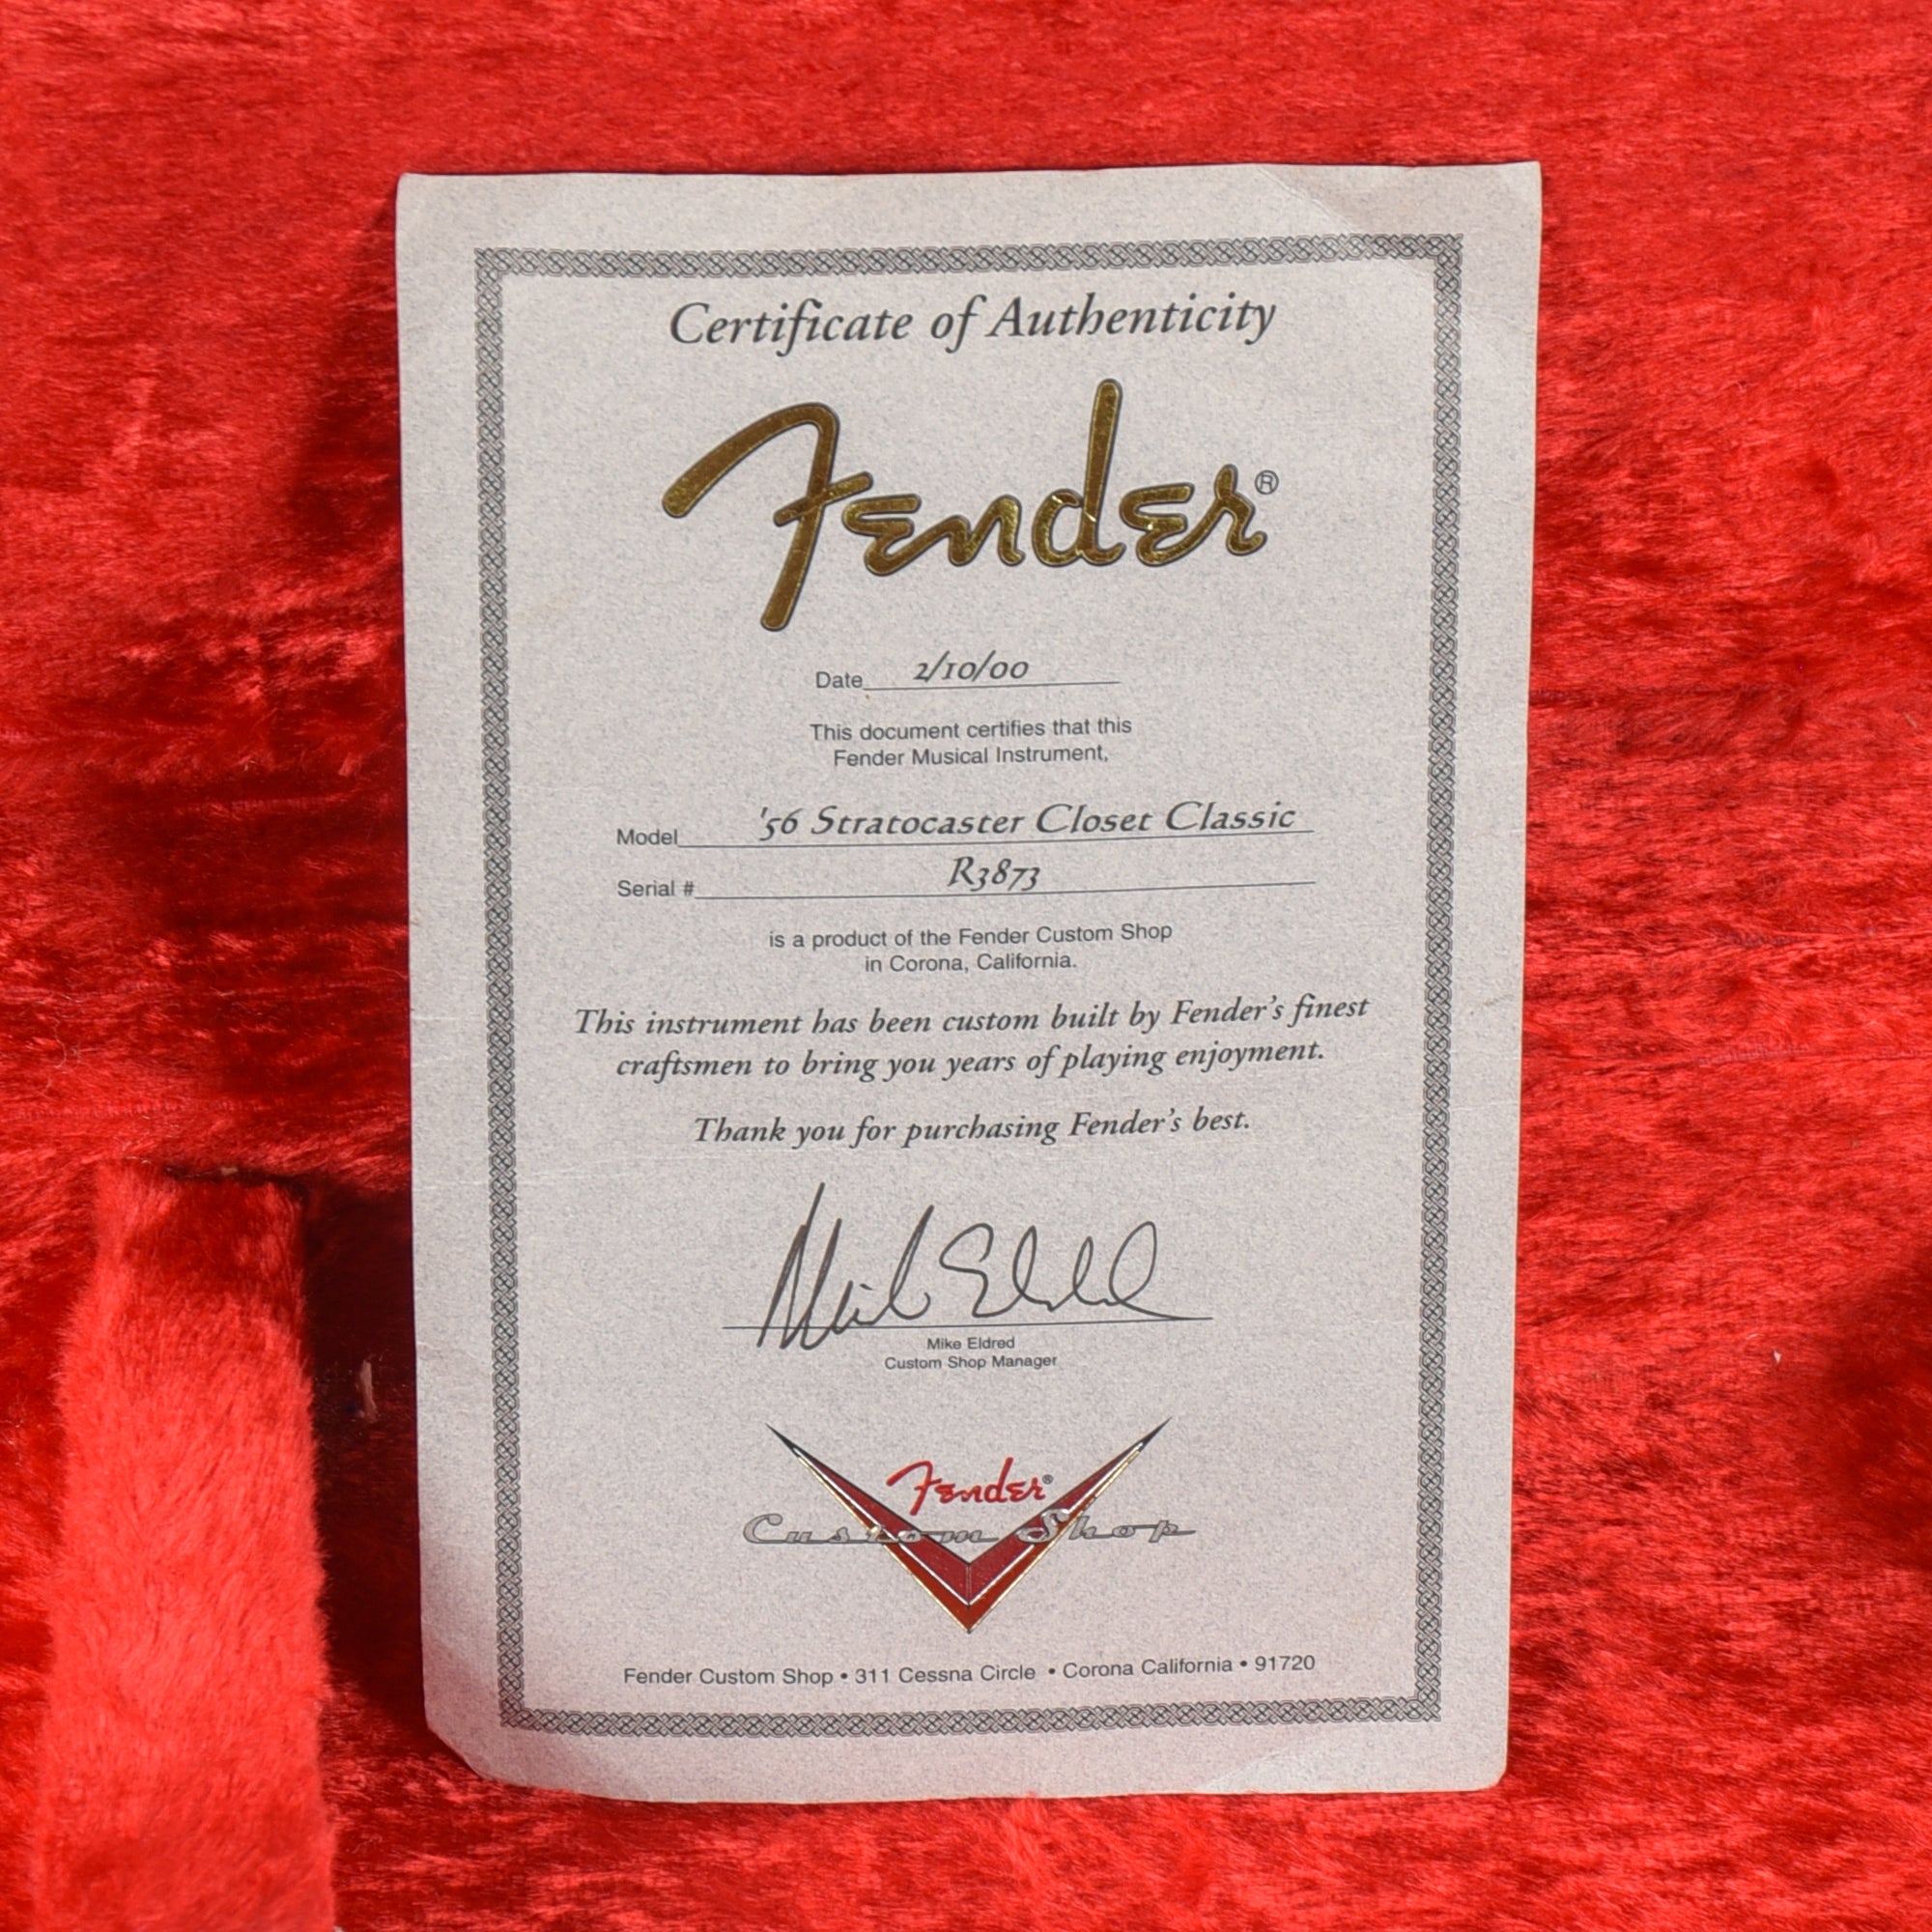 Certificate of Authenticity
Fender®
Date 2/10/00
This document certifies that this
Fender Musical Instrument,
Model '56 Stratocaster Closet Classic
Serial # R3873
is a product of the Fender Custom Shop
in Corona, California.
This instrument has been custom built by Fender's finest
craftsmen to bring you years of playing enjoyment.
Thank you for purchasing Fender's best.
Mike Eldred
Mike Eldred
Custom Shop Manager
Fender®
Custom Shop
Fender Custom Shop • 311 Cessna Circle • Corona California • 91720